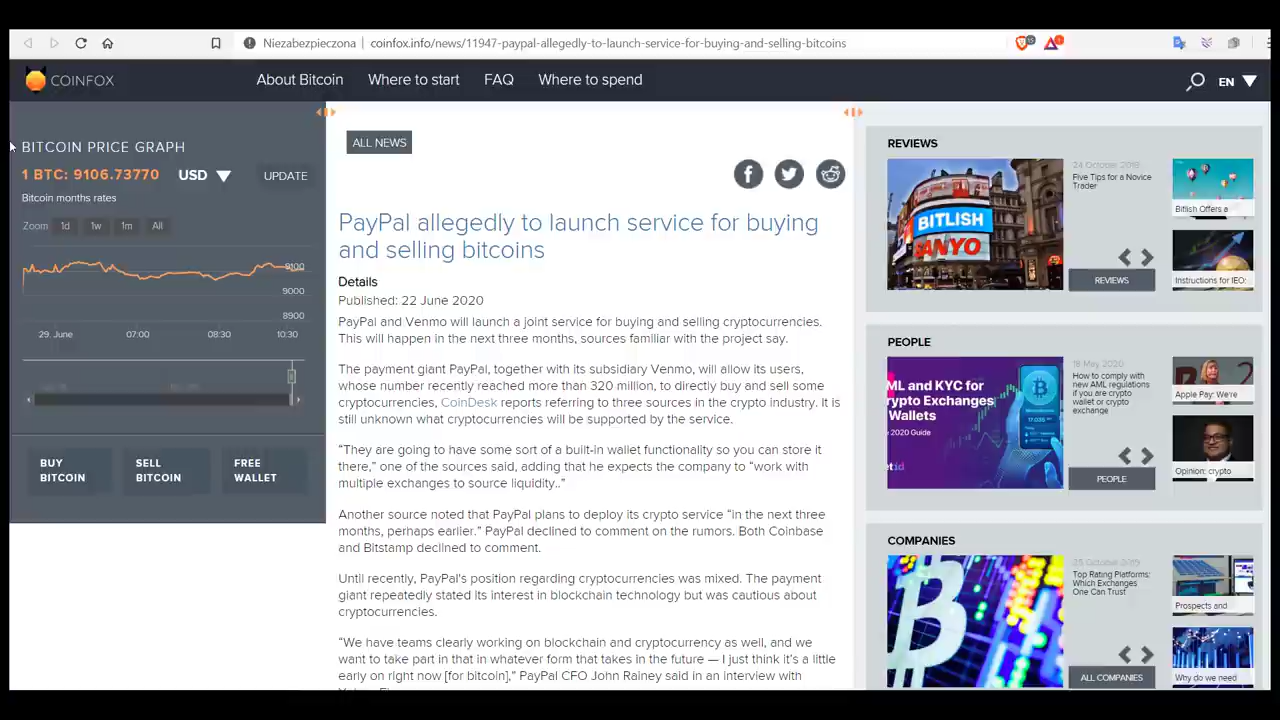 Niezabezpieczona
coinfox.info/news/11947-paypal-allegedly-to-launch-service-for-buying-and-selling-bitcoins
COINFOX
About Bitcoin
Where to start
FAQ
Where to spend
EN
BITCOIN PRICE GRAPH
1 BTC: 9106.73770
USD
UPDATE
Bitcoin months rates
Zoom
1d
1w
1m
All
9100
9000
8900
29. June
07:00
08:30
10:30
BUY
BITCOIN
SELL
BITCOIN
FREE
WALLET
ALL NEWS
PayPal allegedly to launch service for buying
and selling bitcoins
Details
Published: 22 June 2020
PayPal and Venmo will launch a joint service for buying and selling cryptocurrencies.
This will happen in the next three months, sources familiar with the project say.
The payment giant PayPal, together with its subsidiary Venmo, will allow its users,
whose number recently reached more than 320 million, to directly buy and sell some
cryptocurrencies, CoinDesk reports referring to three sources in the crypto industry. It is
still unknown what cryptocurrencies will be supported by the service.
“They are going to have some sort of a built-in wallet functionality so you can store it
there,” one of the sources said, adding that he expects the company to “work with
multiple exchanges to source liquidity..”
Another source noted that PayPal plans to deploy its crypto service “in the next three
months, perhaps earlier.” PayPal declined to comment on the rumors. Both Coinbase
and Bitstamp declined to comment.
Until recently, PayPal's position regarding cryptocurrencies was mixed. The payment
giant repeatedly stated its interest in blockchain technology but was cautious about
cryptocurrencies.
“We have teams clearly working on blockchain and cryptocurrency as well, and we
want to take part in that in whatever form that takes in the future — I just think it's a little
early on right now [for bitcoin],” PayPal CFO John Rainey said in an interview with
REVIEWS
BITLISH
SANYO
24 October 2019
Five Tips for a Novice
Trader
REVIEWS
Bitlish Offers a
Instructions for IEO:
PEOPLE
ML and KYC for
rypto Exchanges
Wallets
2020 Guide
18 May 2020
How to comply with
new AML regulations
if you are crypto
wallet or crypto
exchange
PEOPLE
Apple Pay: We're
Opinion: crypto
COMPANIES
25 October 2019
Top Rating Platforms:
Which Exchanges
One Can Trust
ALL COMPANIES
Prospects and
Why do we need